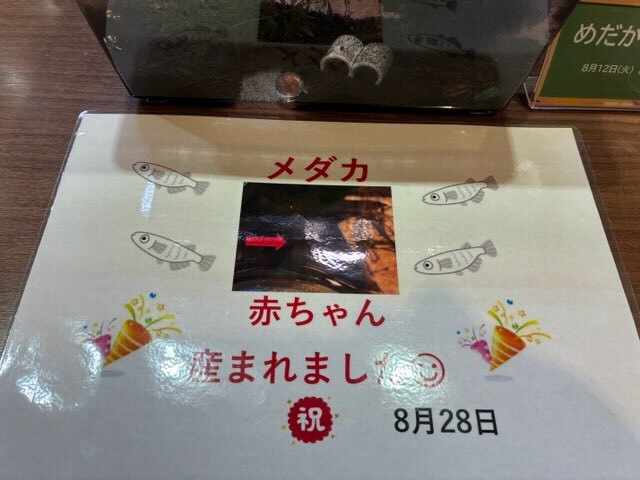 めだか
8月12日(火)
メダカ
赤ちゃん
産まれました
祝
8月28日